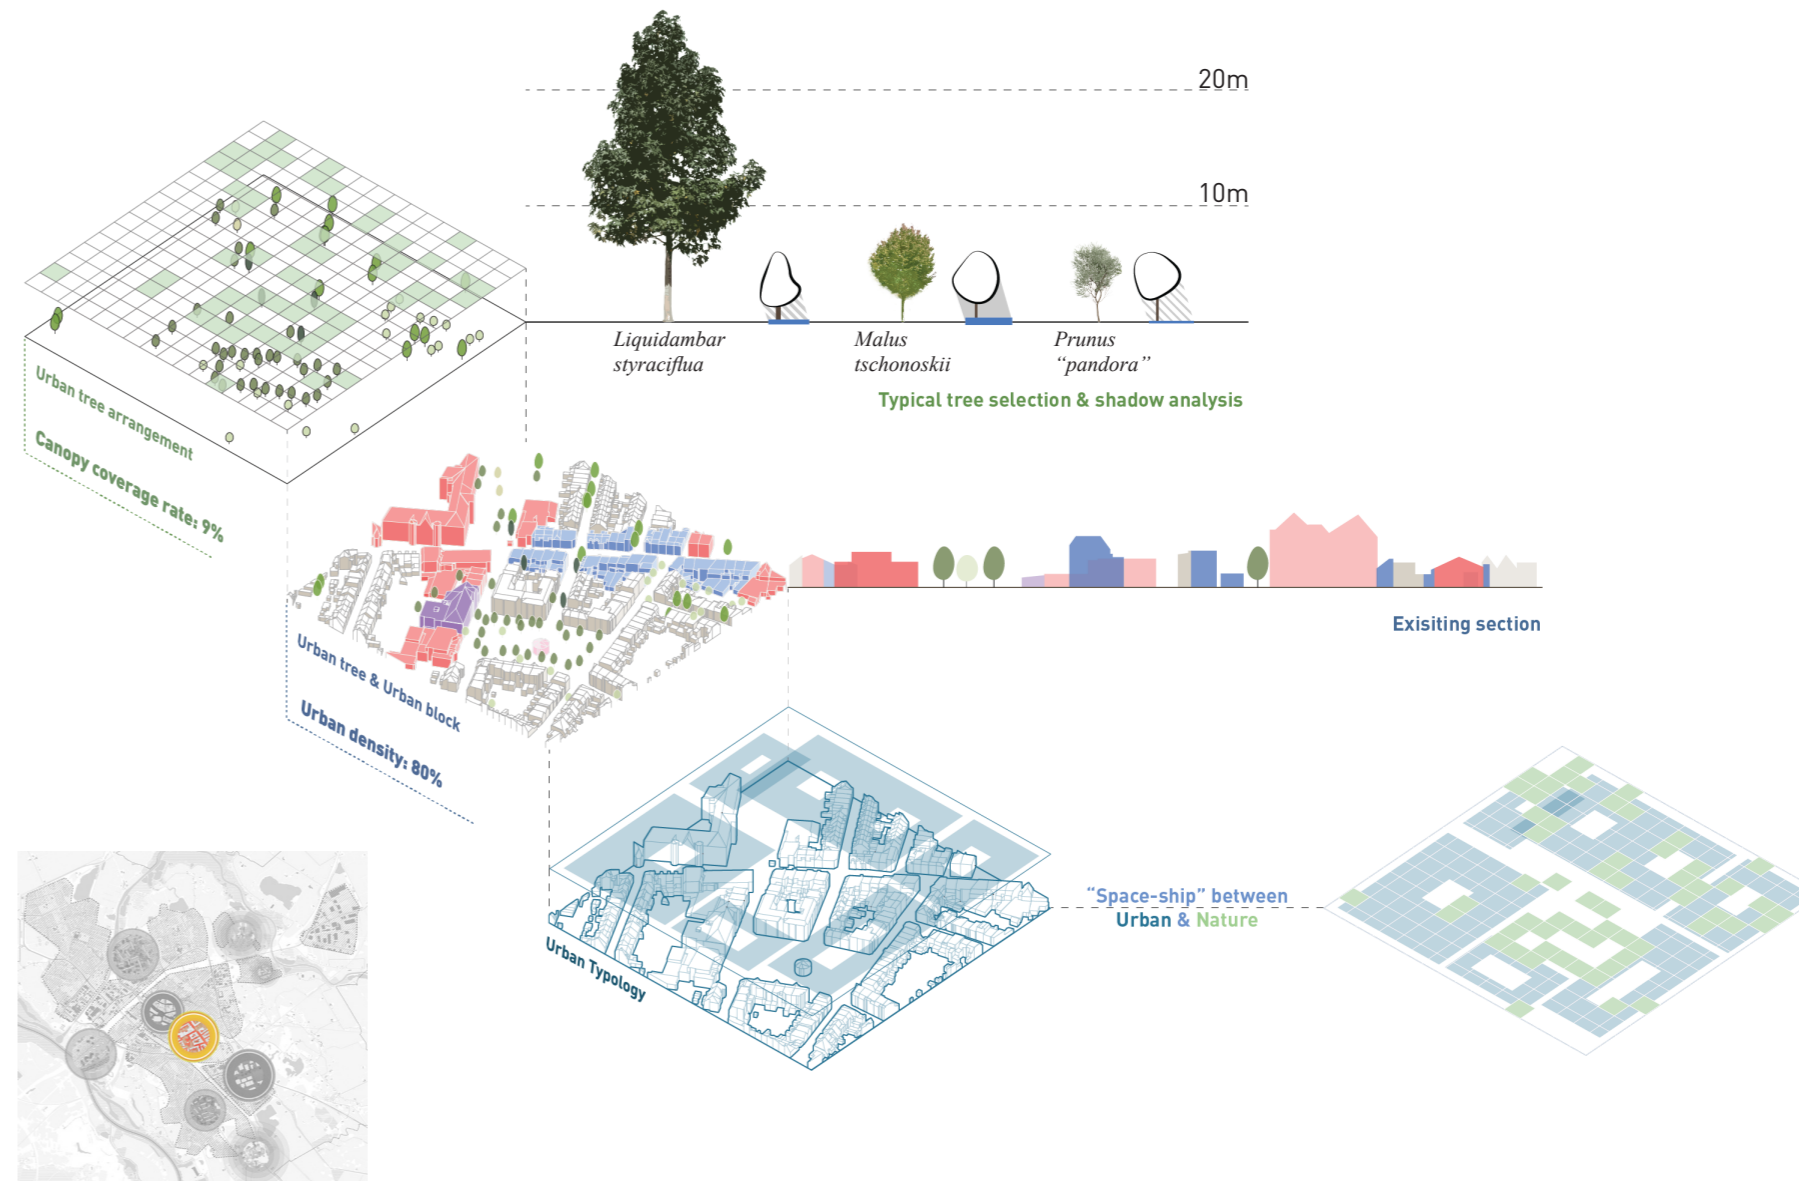 20m
10m
Liquidambar
styraciflua
Malus
tschonoskii
Prunus
“pandora”
Typical tree selection & shadow analysis
Urban tree arrangement
Canopy coverage rate: 9%
Exisiting section
Urban tree & Urban block
Urban density: 80%
“Space-ship” between
Urban & Nature
Urban Typology